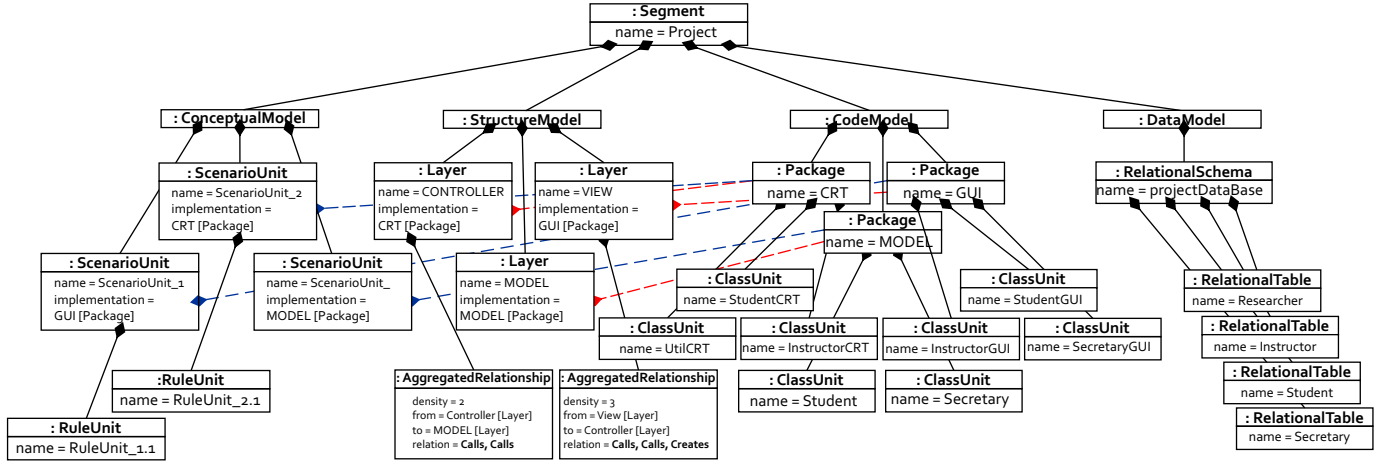 : Segment
name = Project
: ConceptualModel
: StructureModel
: CodeModel
: DataModel
: ScenarioUnit
name = ScenarioUnit_2
implementation =
CRT [Package]
: Layer
name = CONTROLLER
implementation =
CRT [Package]
: Layer
name = VIEW
implementation =
GUI [Package]
: Package
name = CRT
: Package
name = GUI
: RelationalSchema
name = projectDataBase
: Package
name = MODEL
: ScenarioUnit
name = ScenarioUnit_1
implementation =
GUI [Package]
: ScenarioUnit
name = ScenarioUnit_
implementation =
MODEL [Package]
: Layer
name = MODEL
implementation =
MODEL [Package]
: ClassUnit
name = StudentCRT
: ClassUnit
name = StudentGUI
: RelationalTable
name = Researcher
: ClassUnit
name = UtilCRT
: ClassUnit
name = InstructorCRT
: ClassUnit
name = InstructorGUI
: ClassUnit
name = SecretaryGUI
: RelationalTable
name = Instructor
:RuleUnit
name = RuleUnit_2.1
: AggregatedRelationship
density = 2
from = Controller [Layer]
to = MODEL [Layer]
relation = Calls, Calls
: AggregatedRelationship
density = 3
from = View [Layer]
to = Controller [Layer]
relation = Calls, Calls, Creates
: ClassUnit
name = Student
: ClassUnit
name = Secretary
: RelationalTable
name = Student
: RuleUnit
name = RuleUnit_1.1
: RelationalTable
name = Secretary